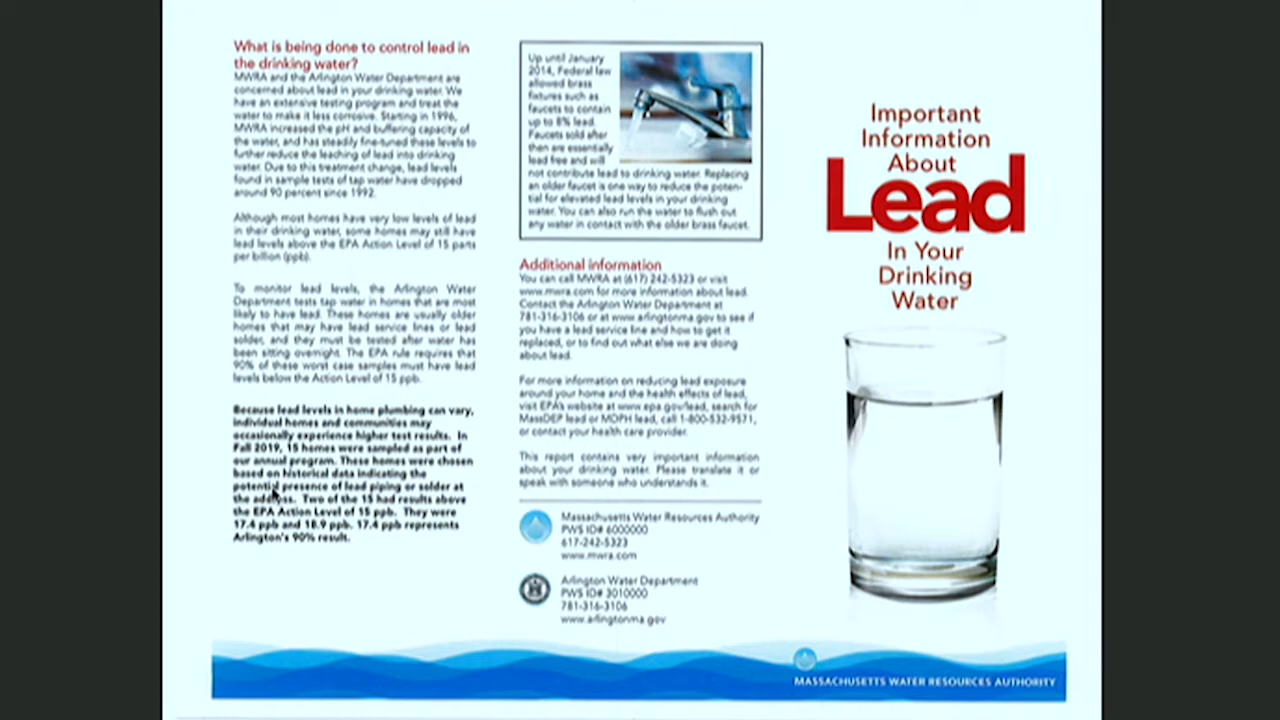 What is being done to control lead in
the drinking water?
MWRA and the Arlington Water Department are
concerned about lead in your drinking water. We
have an extensive testing program and treat the
water to make it less corrosive. Starting in 1996,
MWRA increased the pH and buffering capacity of
the water, and has steadily fine-tuned these levels to
further reduce the leaching of lead into drinking
water. Due to this treatment change, lead levels
found in sample tests of tap water have dropped
around 90 percent since 1992.
Although most homes have very low levels of lead
in their drinking water, some homes may still have
lead levels above the EPA Action Level of 15 parts
per billion (ppb).
To monitor lead levels, the Arlington Water
Department tests tap water in homes that are most
likely to have lead. These homes are usually older
homes that may have lead service lines or lead
solder, and they must be tested after water has
been sitting overnight. The EPA rule requires that
90% of these worst case samples must have lead
levels below the Action Level of 15 ppb.
Because lead levels in home plumbing can vary,
individual homes and communities may
occasionally experience higher test results. In
Fall 2019, 15 homes were sampled as part of
our annual program. These homes were chosen
based on historical data indicating the
potential presence of lead piping or solder at
the address. Two of the 15 had results above
the EPA Action Level of 15 ppb. They were
17.4 ppb and 18.9 ppb. 17.4 ppb represents
Arlington's 90% result.
Up until January
2014, Federal law
allowed brass
fixtures such as
faucets to contain
up to 8% lead.
Faucets sold after
then are essentially
lead free and will
not contribute lead to drinking water. Replacing
an older faucet is one way to reduce the poten-
tial for elevated lead levels in your drinking
water. You can also run the water to flush out
any water in contact with the older brass faucet.
Additional information
You can call MWRA at (617) 242-5323 or visit
www.mwra.com for more information about lead.
Contact the Arlington Water Department at
781-316-3106 or at www.arlingtonma.gov to see if
you have a lead service line and how to get it
replaced, or to find out what else we are doing
about lead.
For more information on reducing lead exposure
around your home and the health effects of lead,
visit EPA's website at www.epa.gov/lead, search for
MassDEP lead or MDPH lead, call 1-800-532-9571,
or contact your health care provider.
This report contains very important information
about your drinking water. Please translate it or
speak with someone who understands it.
Massachusetts Water Resources Authority
PWS ID# 6000000
617-242-5323
www.mwra.com
Arlington Water Department
PWS ID# 3010000
781-316-3106
www.arlingtonma.gov
Important
Information
About
Lead
In Your
Drinking
Water
MASSACHUSETTS WATER RESOURCES AUTHORITY